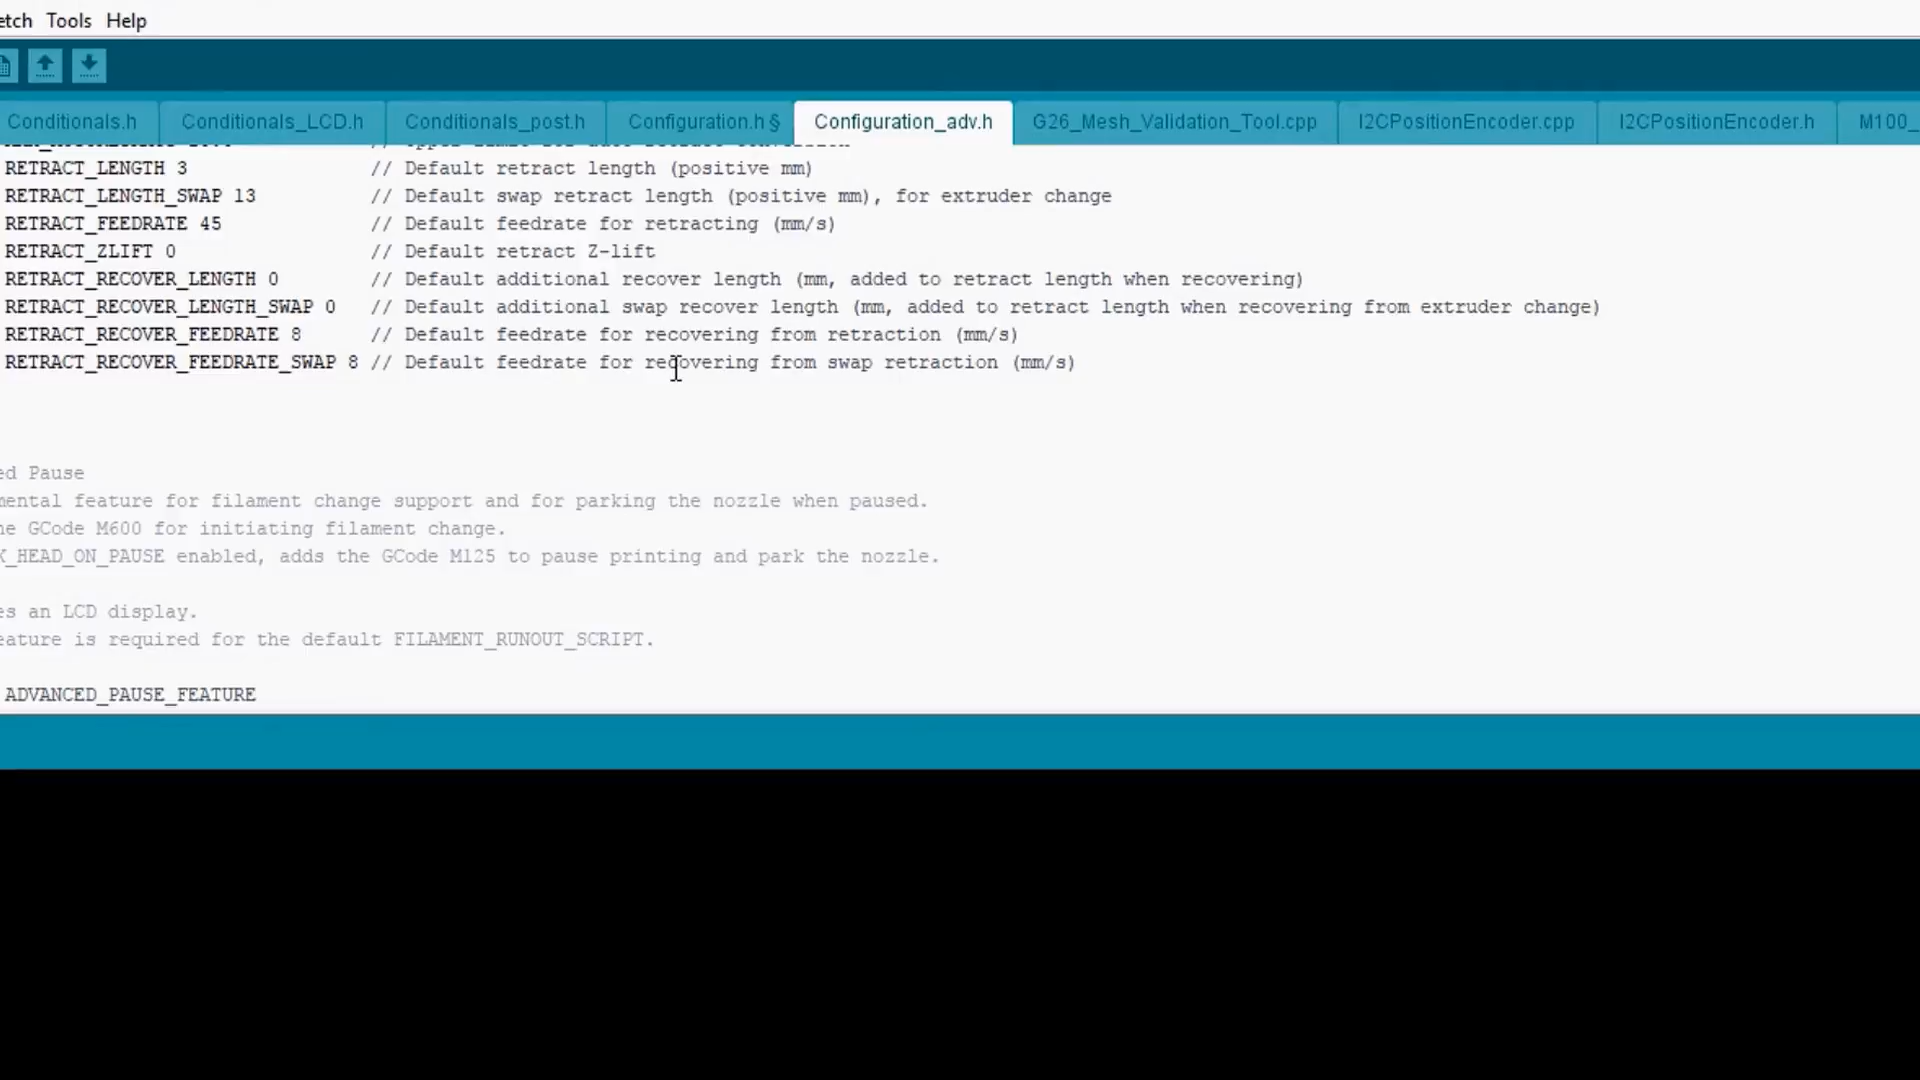 etch Tools Help
Conditionals.h Conditionals_LCD.h Conditionals_post.h Configuration.h § Configuration_adv.h G26_Mesh_Validation_Tool.cpp I2CPositionEncoder.cpp I2CPositionEncoder.h M100_
RETRACT_LENGTH 3 // Default retract length (positive mm)
RETRACT_LENGTH_SWAP 13 // Default swap retract length (positive mm), for extruder change
RETRACT_FEEDRATE 45 // Default feedrate for retracting (mm/s)
RETRACT_ZLIFT 0 // Default retract Z-lift
RETRACT_RECOVER_LENGTH 0 // Default additional recover length (mm, added to retract length when recovering)
RETRACT_RECOVER_LENGTH_SWAP 0 // Default additional swap recover length (mm, added to retract length when recovering from extruder change)
RETRACT_RECOVER_FEEDRATE 8 // Default feedrate for recovering from retraction (mm/s)
RETRACT_RECOVER_FEEDRATE_SWAP 8 // Default feedrate for recovering from swap retraction (mm/s)
ed Pause
mental feature for filament change support and for parking the nozzle when paused.
he GCode M600 for initiating filament change.
K_HEAD_ON_PAUSE enabled, adds the GCode M125 to pause printing and park the nozzle.
es an LCD display.
eature is required for the default FILAMENT_RUNOUT_SCRIPT.
ADVANCED_PAUSE_FEATURE